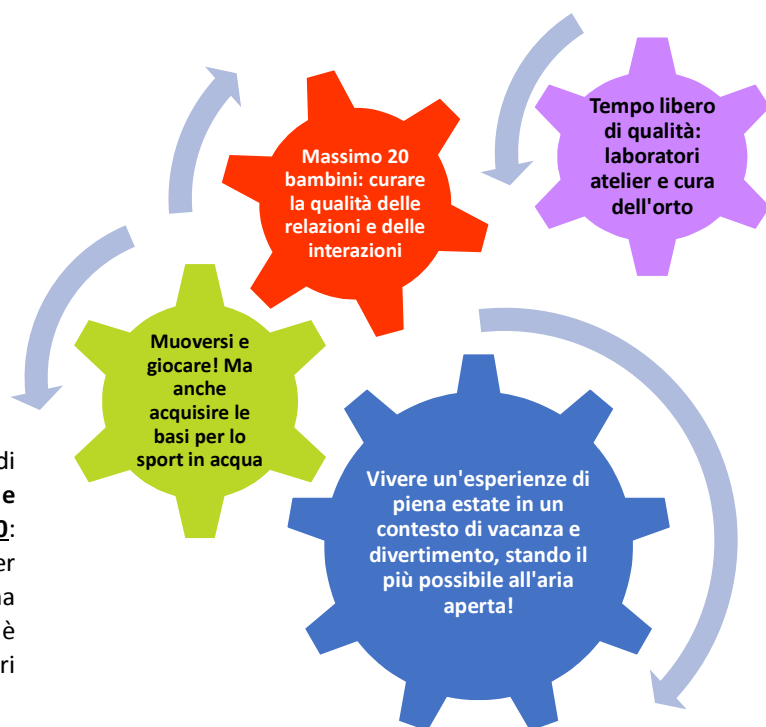 Tempo libero
di qualità:
laboratori
atelier e cura
dell'orto
Massimo 20
bambini: curare
la qualità delle
relazioni e delle
interazioni
Muoversi e
giocare! Ma
anche
acquisire le
basi per lo
sport in acqua
Vivere un'esperienze di
piena estate in un
contesto di vacanza e
divertimento, stando il
più possibile all'aria
aperta!
di
e
0:
è